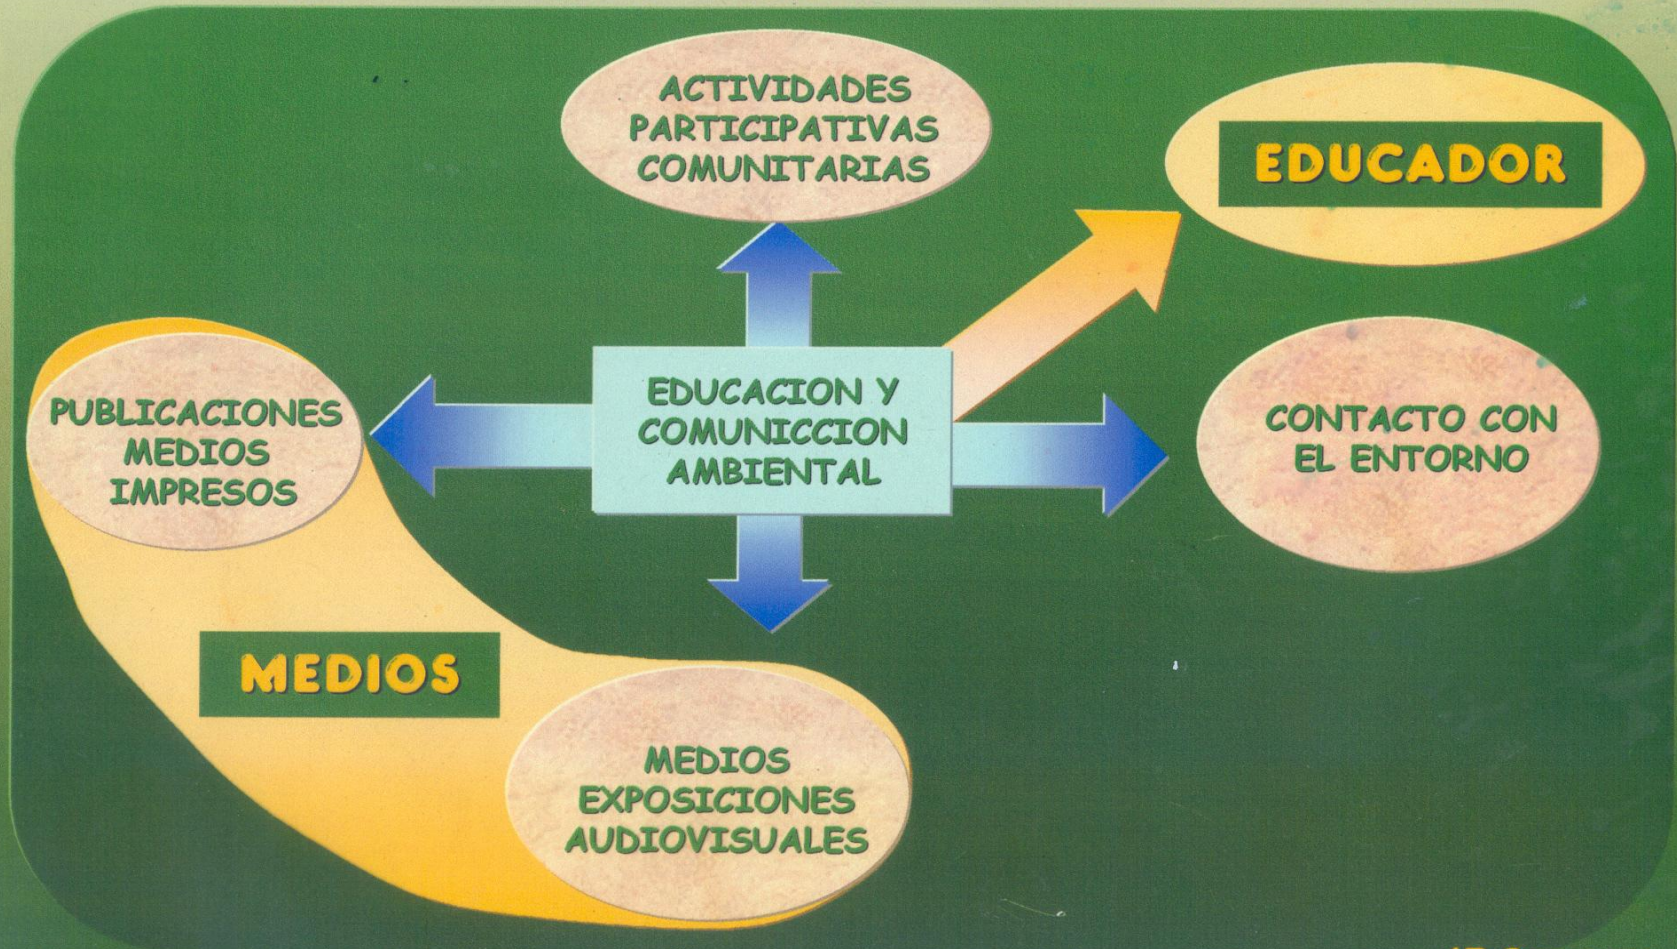 ACTIVIDADES
PARTICIPATIVAS
COMUNITARIAS
EDUCADOR
EDUCACION Y
COMUNICCION
AMBIENTAL
PUBLICACIONES
MEDIOS
IMPRESOS
CONTACTO CON
EL ENTORNO
MEDIOS
MEDIOS
EXPOSICIONES
AUDIOVISUALES